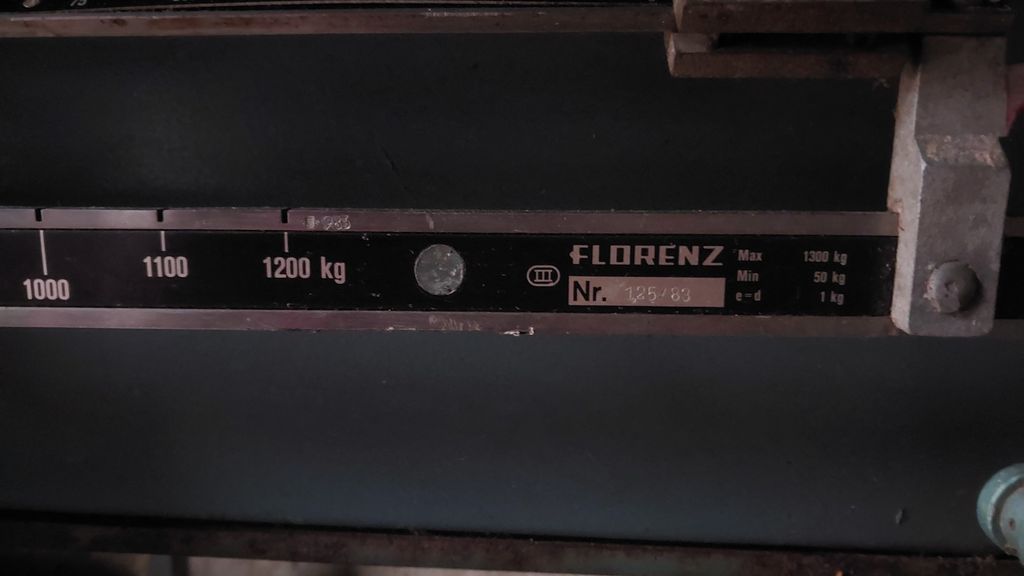 1000
1100
1200 kg
III
FLORENZ
Nr. 125/83
Max 1300 kg
Min 50 kg
e=d 1 kg